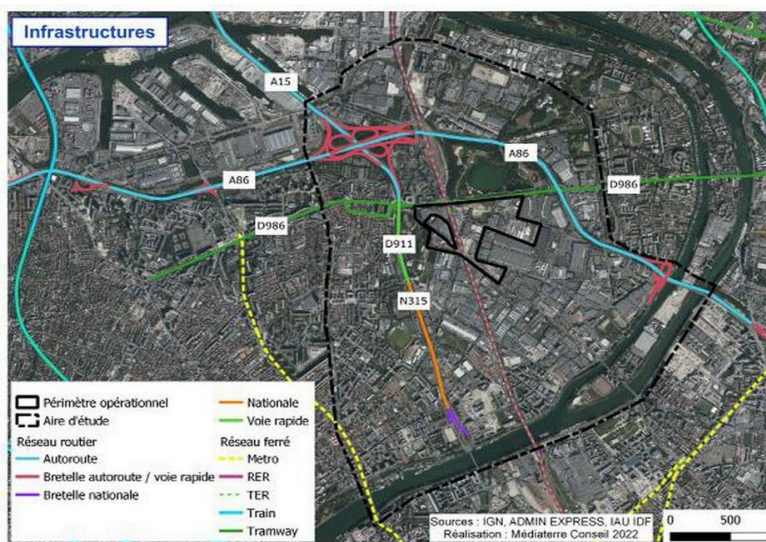 Infrastructures
A15
A86
A86
D986
D986
D911
N315
Périmètre opérationnel
Aire d'étude
Réseau routier
Autoroute
Bretelle autoroute / voie rapide
Bretelle nationale
Nationale
Voie rapide
Réseau ferré
Metro
RER
TER
Train
Tramway
Sources : IGN, ADMIN EXPRESS, IAU IDF
Réalisation : Médiaterre Conseil 2022
0 500